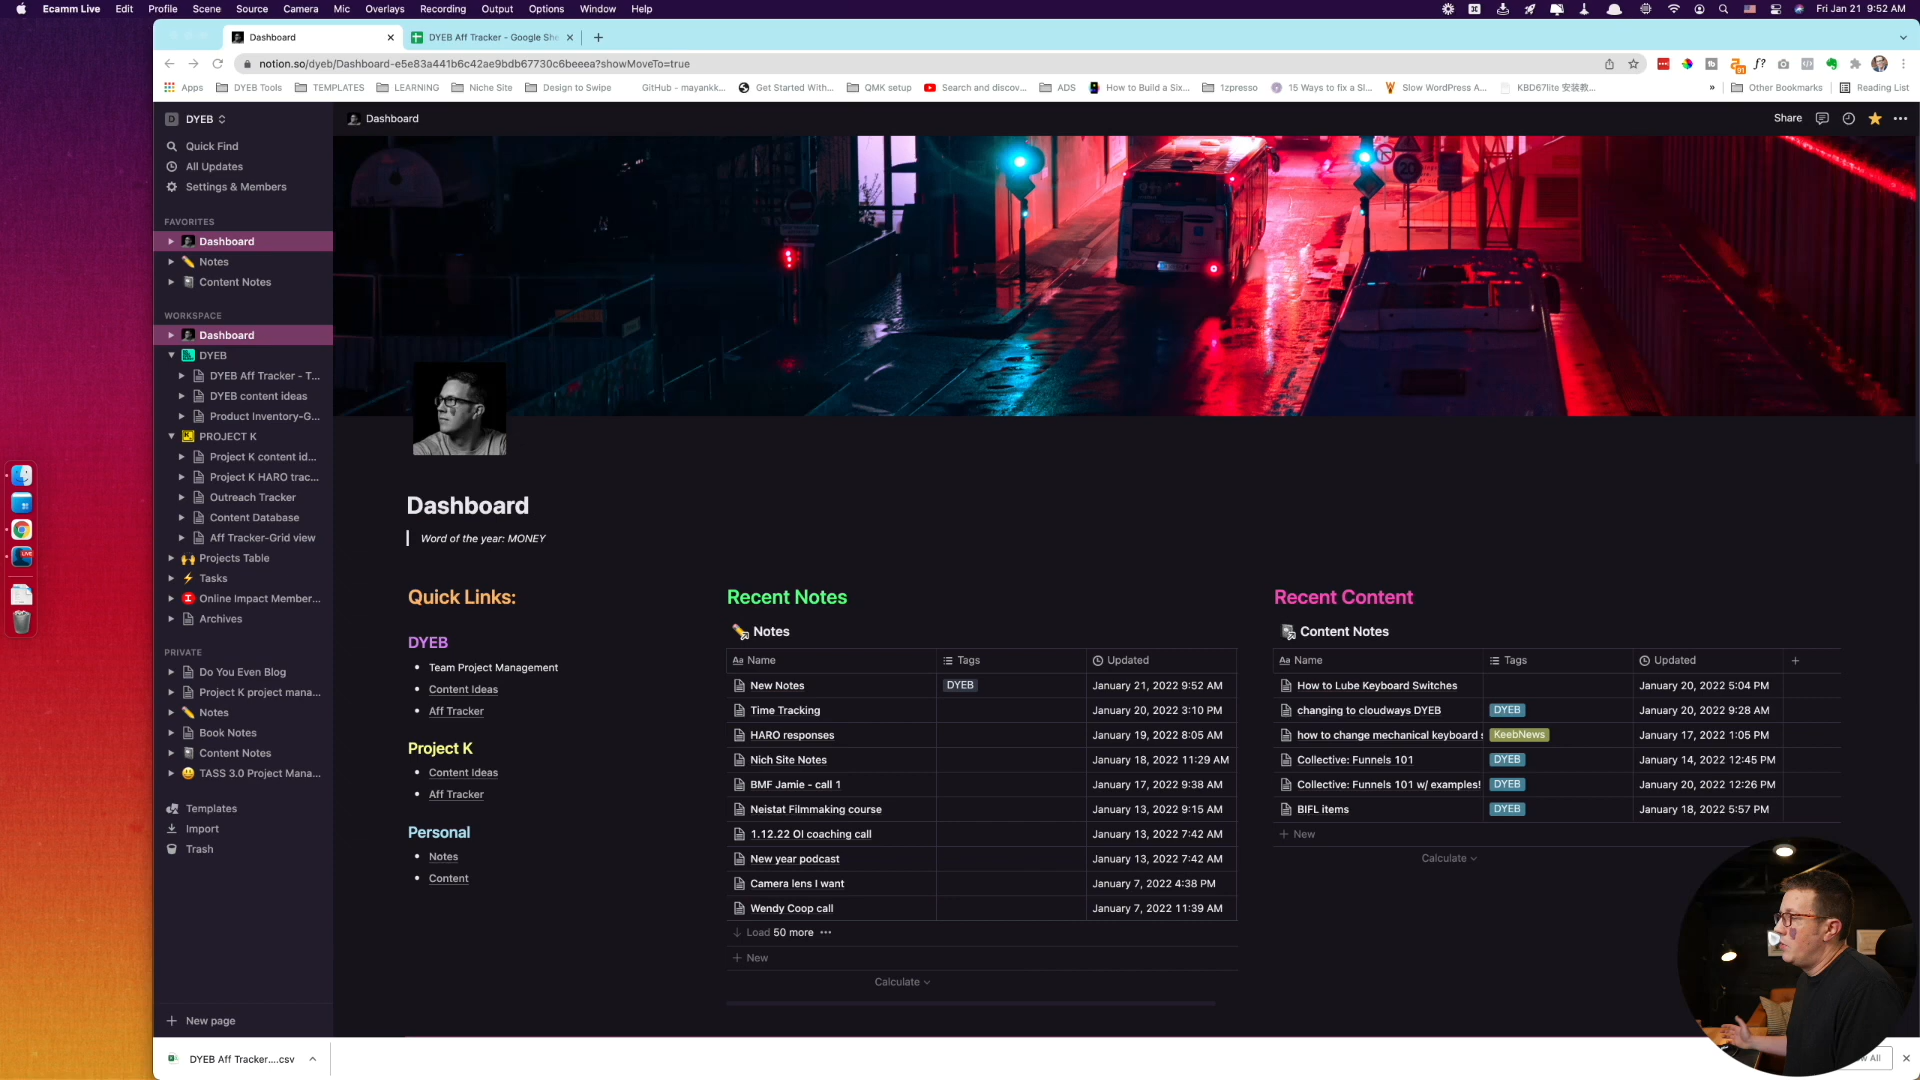 Ecamm Live Edit Profile Scene Source Camera Mic Overlays Recording Output Options Window Help Fri Jan 21 9:52 AM
Dashboard DYEB Aff Tracker - Google She
notion.so/dyeb/Dashboard-e5e83a441b6c42ae9bdb67730c6beeea?showMoveTo=true
Apps DYEB Tools TEMPLATES LEARNING Niche Site Design to Swipe GitHub - mayankk... Get Started With... QMK setup Search and discov... ADS How to Build a Six... 1zpresso 15 Ways to fix a Sl... Slow WordPress A... KBD67lite 安装教... » Other Bookmarks Reading List
D DYEB
Dashboard
Share
Quick Find
All Updates
Settings & Members
FAVORITES
Dashboard
Notes
Content Notes
WORKSPACE
Dashboard
DYEB
DYEB Aff Tracker - T...
DYEB content ideas
Product Inventory-G...
PROJECT K
Project K content id...
Project K HARO trac...
Outreach Tracker
Content Database
Aff Tracker-Grid view
Projects Table
Tasks
Online Impact Member...
Archives
PRIVATE
Do You Even Blog
Project K project mana...
Notes
Book Notes
Content Notes
TASS 3.0 Project Mana...
Templates
Import
Trash
New page
Dashboard
Word of the year: MONEY
Quick Links:
DYEB
Team Project Management
Content Ideas
Aff Tracker
Project K
Content Ideas
Aff Tracker
Personal
Notes
Content
Recent Notes
Notes
Aa Name Tags Updated
New Notes DYEB January 21, 2022 9:52 AM
Time Tracking January 20, 2022 3:10 PM
HARO responses January 19, 2022 8:05 AM
Nich Site Notes January 18, 2022 11:29 AM
BMF Jamie - call 1 January 17, 2022 9:38 AM
Neistat Filmmaking course January 13, 2022 9:15 AM
1.12.22 OI coaching call January 13, 2022 7:42 AM
New year podcast January 13, 2022 7:42 AM
Camera lens I want January 7, 2022 4:38 PM
Wendy Coop call January 7, 2022 11:39 AM
Load 50 more •••
New
Calculate
Recent Content
Content Notes
Aa Name Tags Updated
How to Lube Keyboard Switches January 20, 2022 5:04 PM
changing to cloudways DYEB DYEB January 20, 2022 9:28 AM
how to change mechanical keyboard s KeebNews January 17, 2022 1:05 PM
Collective: Funnels 101 DYEB January 14, 2022 12:45 PM
Collective: Funnels 101 w/ examples! DYEB January 20, 2022 12:26 PM
BIFL items DYEB January 18, 2022 5:57 PM
New
Calculate
DYEB Aff Tracker....csv
All